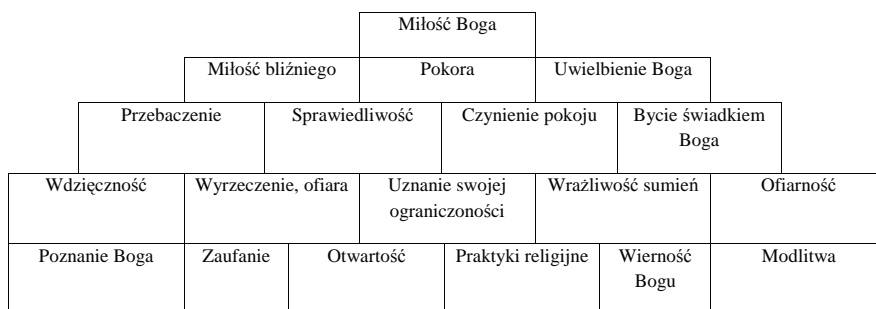 Miłość Boga
Miłość bliźniego Pokora Uwielbienie Boga
Przebaczenie Sprawiedliwość Czynienie pokoju Bycie świadkiem
Boga
Wdzięczność Wyrzeczenie, ofiara Uznanie swojej Wrażliwość sumień Ofiarność
ograniczoności
Poznanie Boga Zaufanie Otwartość Praktyki religijne Wierność Modlitwa
Bogu